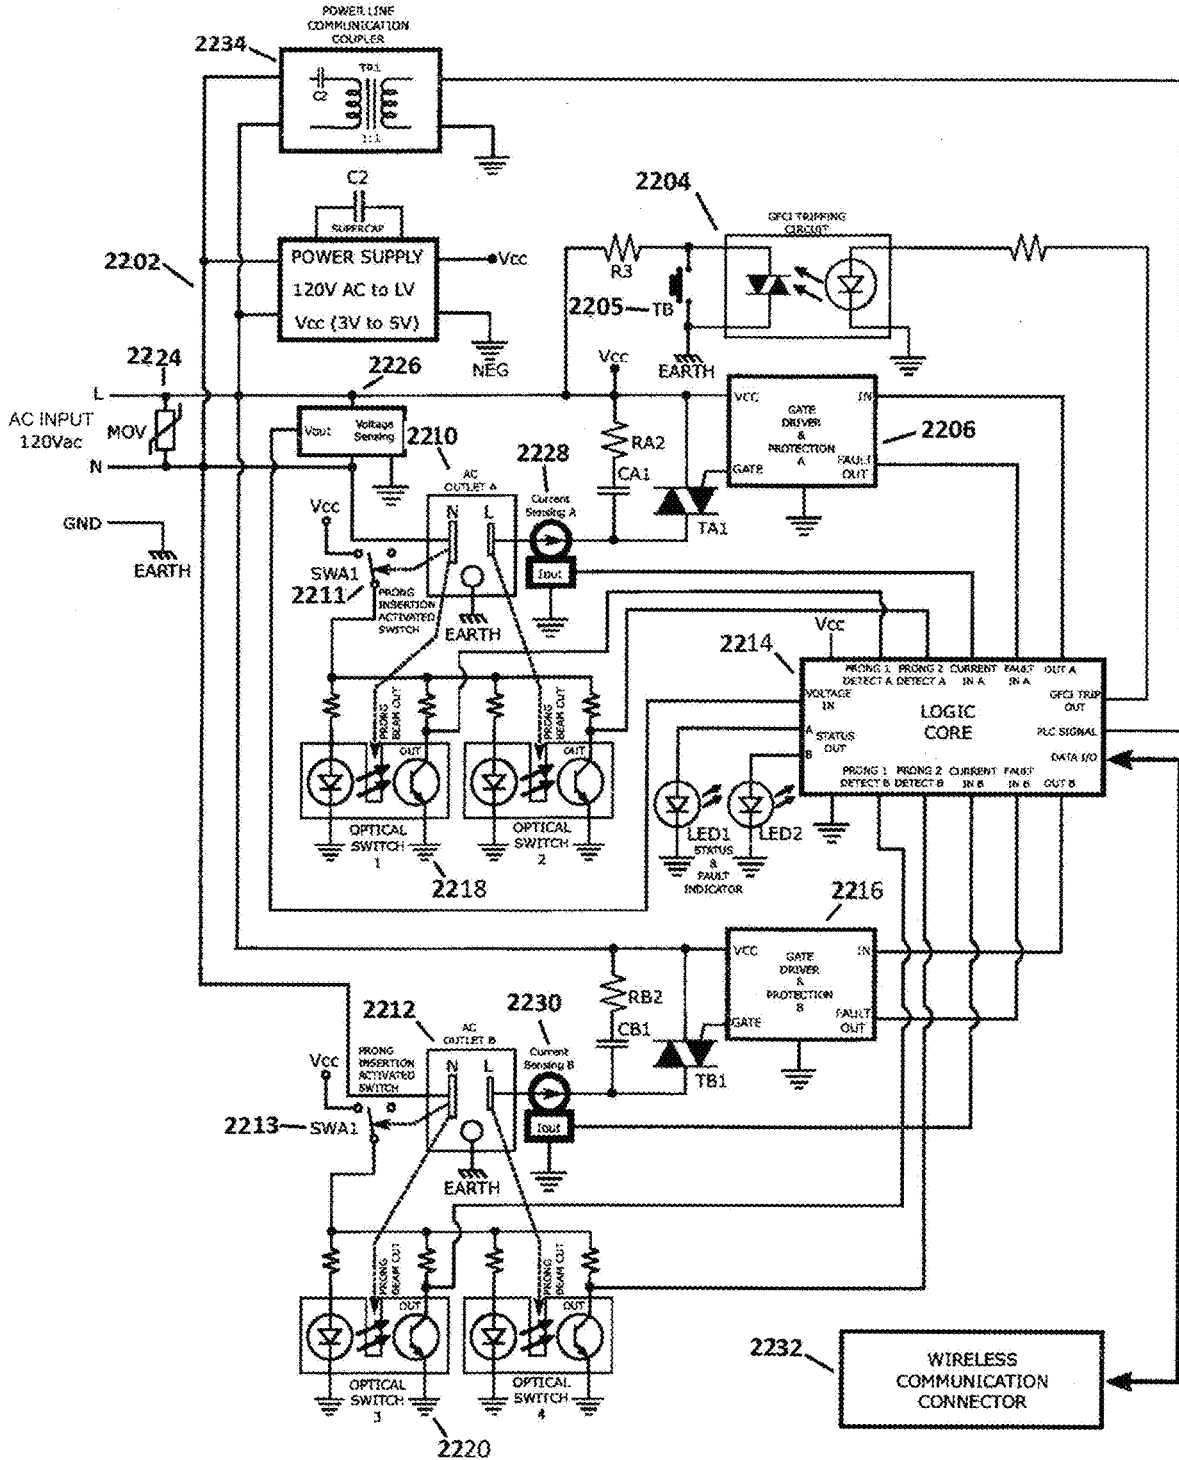 POWER LINE
COMMUNICATION
COUPLER
2234
TR1
C2
1:1
C2
SUPERCAP
2202
POWER SUPPLY
120V AC to LV
Vcc (3V to 5V)
Vcc
NEG
2204
GFCI TRIPPING
CIRCUIT
R3
2205
TB
EARTH
2224
2226
Vcc
L
AC INPUT
120Vac
MOV
N
Vout
Voltage
Sensing
2210
2228
RA2
CA1
VCC
IN
GATE
DRIVER
&
PROTECTION
A
GATE
FAULT
OUT
2206
TA1
GND
EARTH
Vcc
AC
OUTLET A
N
L
Current
Sensing A
Iout
SWA1
2211
PRONG
INSERTION
ACTIVATED
SWITCH
EARTH
2214
Vcc
PRONG 1
DETECT A
PRONG 2
DETECT A
CURRENT
IN A
FAULT
IN A
OUT A
VOLTAGE
IN
GFCI TRIP
OUT
LOGIC
CORE
A
STATUS
OUT
B
PLC SIGNAL
DATA I/O
PRONG 1
DETECT B
PRONG 2
DETECT B
CURRENT
IN B
FAULT
IN B
OUT B
PRONG
BEAM CUT
OUT
PRONG
BEAM CUT
OUT
OPTICAL
SWITCH
1
OPTICAL
SWITCH
2
2218
LED1
LED2
STATUS
&
FAULT
INDICATOR
2216
VCC
IN
GATE
DRIVER
&
PROTECTION
B
GATE
FAULT
OUT
RB2
CB1
TB1
2212
2230
AC
OUTLET B
N
L
Current
Sensing B
Iout
PRONG
INSERTION
ACTIVATED
SWITCH
Vcc
2213
SWA1
EARTH
PRONG
BEAM CUT
OUT
PRONG
BEAM CUT
OUT
OPTICAL
SWITCH
3
OPTICAL
SWITCH
4
2220
2232
WIRELESS
COMMUNICATION
CONNECTOR